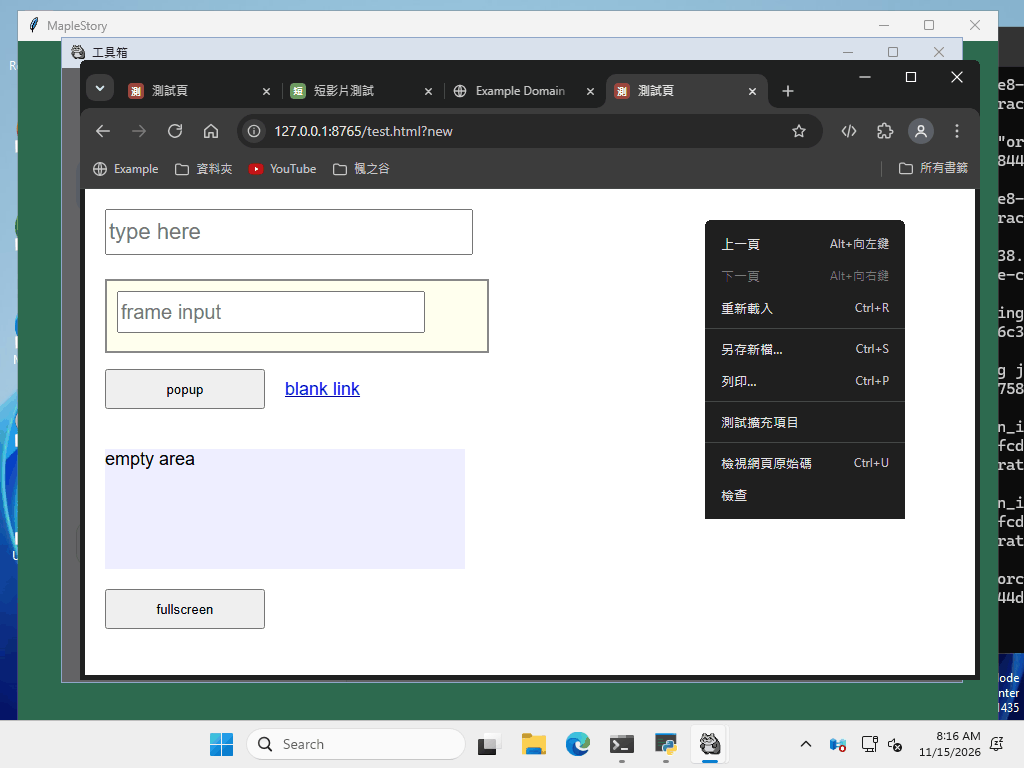 MapleStory
工具箱
測試頁
短影片測試
Example Domain
測試頁
127.0.0.1:8765/test.html?new
Example
資料夾
YouTube
楓之谷
所有書籤
type here
frame input
popup
blank link
empty area
fullscreen
上一頁 Alt+向左鍵
下一頁 Alt+向右鍵
重新載入 Ctrl+R
另存新檔... Ctrl+S
列印... Ctrl+P
測試擴充項目
檢視網頁原始碼 Ctrl+U
檢查
Search
8:16 AM
11/15/2026